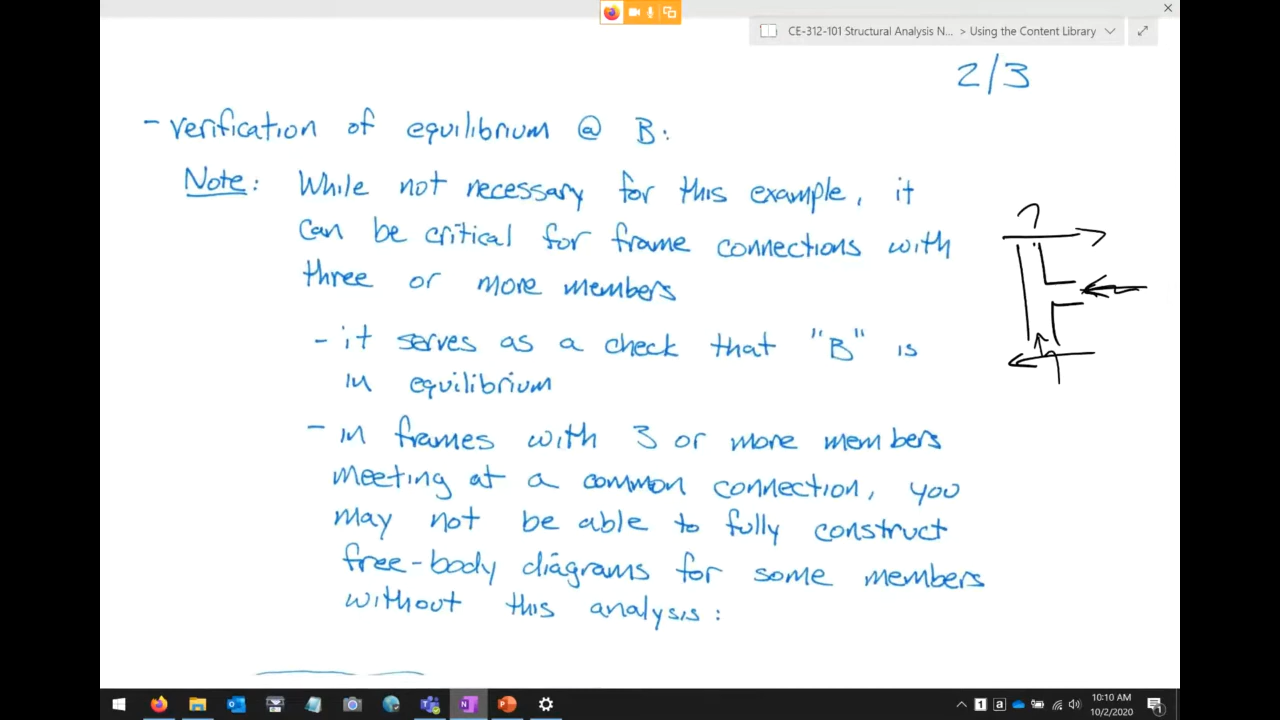 CE-312-101 Structural Analysis N... > Using the Content Library
2/3
- verification of equilibrium @ B:
Note: While not necessary for this example, it
can be critical for frame connections with
three or more members
- it serves as a check that "B" is
in equilibrium
- in frames with 3 or more members
meeting at a common connection, you
may not be able to fully construct
free-body diagrams for some members
without this analysis:
10:10 AM
10/2/2020